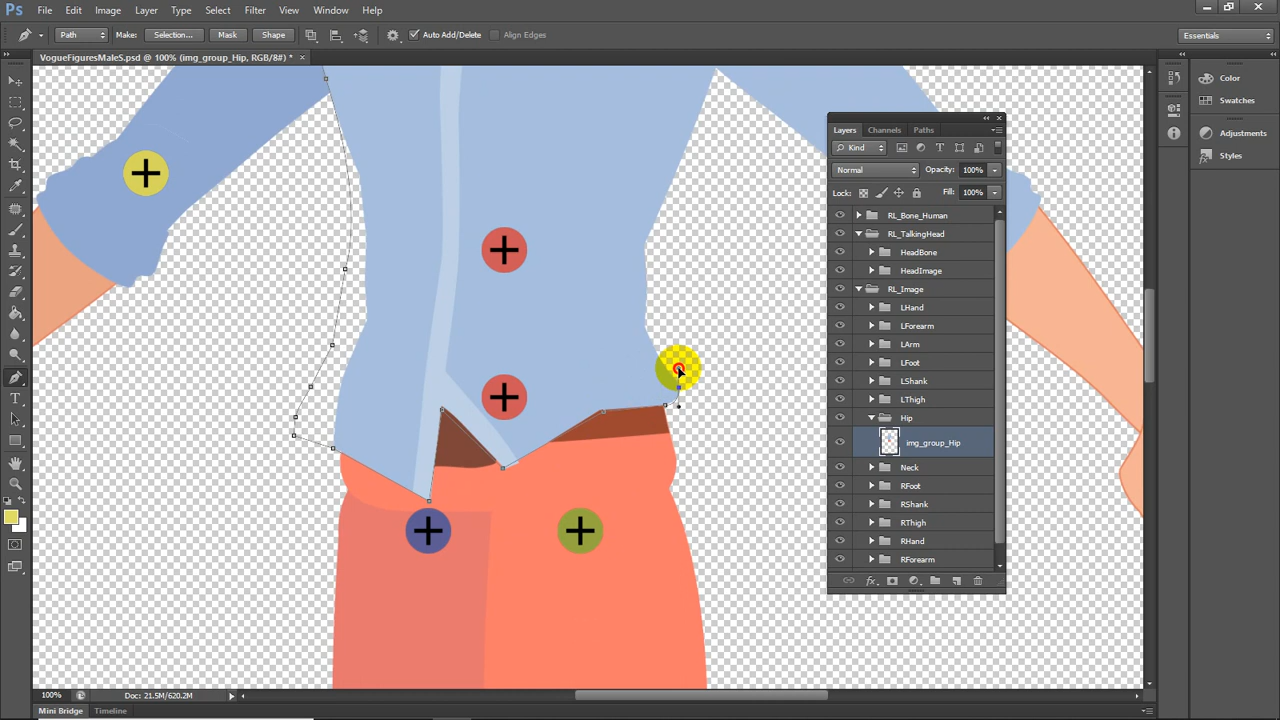 Ps File Edit Image Layer Type Select Filter View Window Help
Path Make: Selection... Mask Shape Auto Add/Delete Align Edges Essentials
VogueFiguresMaleS.psd @ 100% (img_group_Hip, RGB/8#) * ×
Color
Swatches
Adjustments
Styles
Layers Channels Paths
Kind
Normal Opacity: 100%
Lock: Fill: 100%
RL_Bone_Human
RL_TalkingHead
HeadBone
HeadImage
RL_Image
LHand
LForearm
LArm
LFoot
LShank
LThigh
Hip
img_group_Hip
Neck
RFoot
RShank
RThigh
RHand
RForearm
100% Doc: 21.5M/620.2M
Mini Bridge Timeline